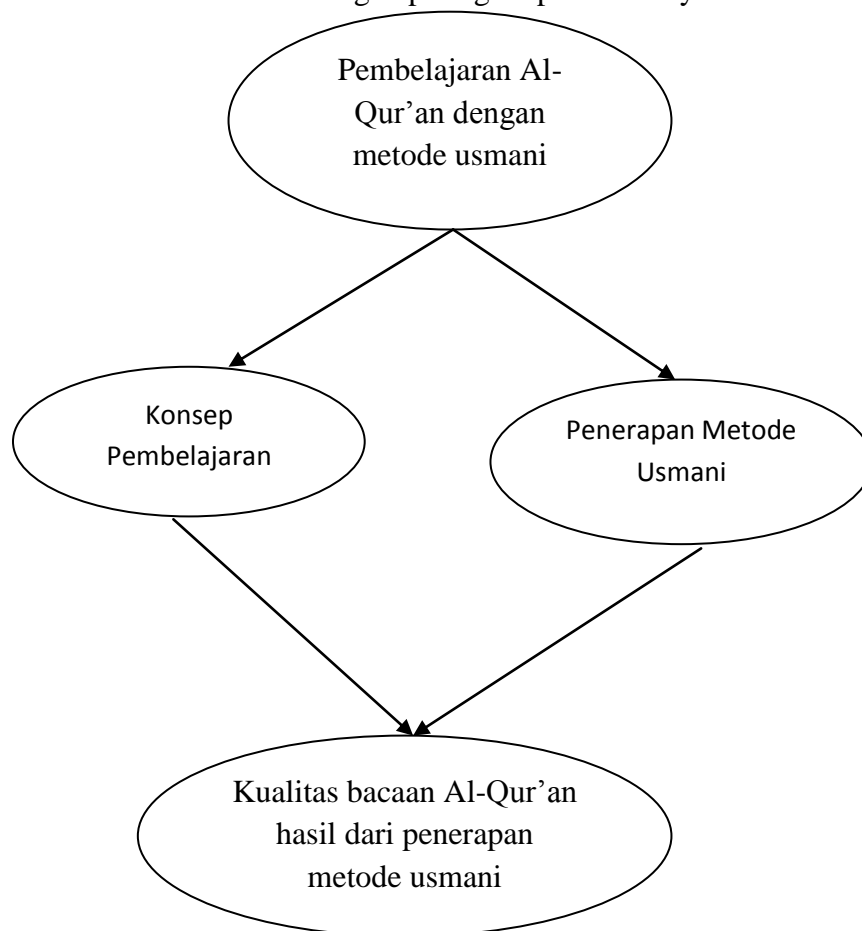 Pembelajaran Al-
Qur’an dengan
metode usmani
Konsep
Pembelajaran
Penerapan Metode
Usmani
Kualitas bacaan Al-Qur’an
hasil dari penerapan
metode usmani